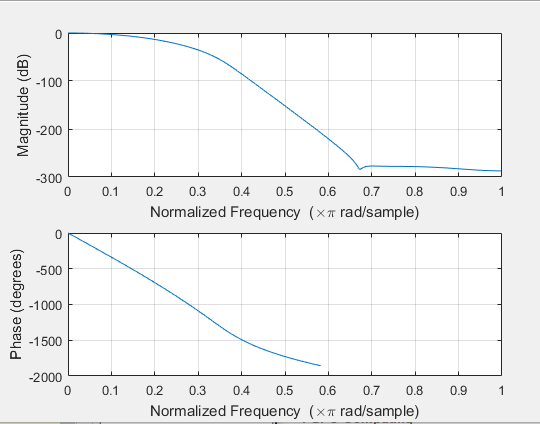 0
-100
-200
-300
Magnitude (dB)
0 0.1 0.2 0.3 0.4 0.5 0.6 0.7 0.8 0.9 1
Normalized Frequency (×π rad/sample)
0
-500
-1000
-1500
-2000
Phase (degrees)
0 0.1 0.2 0.3 0.4 0.5 0.6 0.7 0.8 0.9 1
Normalized Frequency (×π rad/sample)